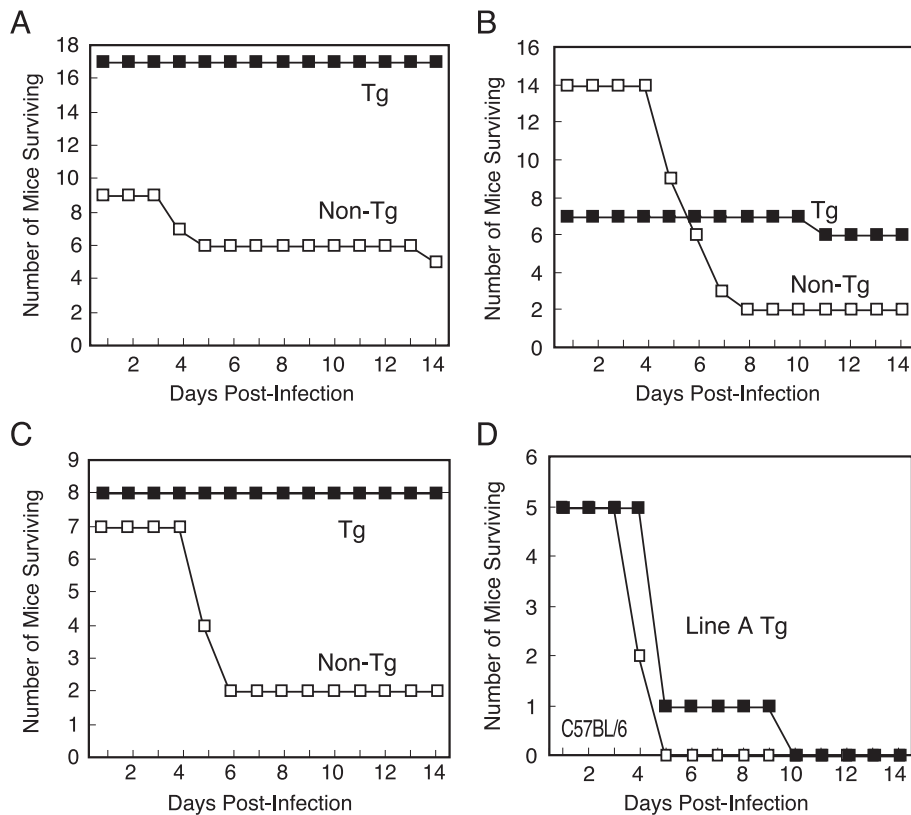 A
18
16
14
12
10
8
6
4
2
0
Number of Mice Surviving
Tg
Non-Tg
2 4 6 8 10 12 14
Days Post-Infection
B
16
14
12
10
8
6
4
2
0
Number of Mice Surviving
Tg
Non-Tg
2 4 6 8 10 12 14
Days Post-Infection
C
9
8
7
6
5
4
3
2
1
0
Number of Mice Surviving
Tg
Non-Tg
2 4 6 8 10 12 14
Days Post-Infection
D
6
5
4
3
2
1
0
Number of Mice Surviving
Line A Tg
C57BL/6
2 4 6 8 10 12 14
Days Post-Infection